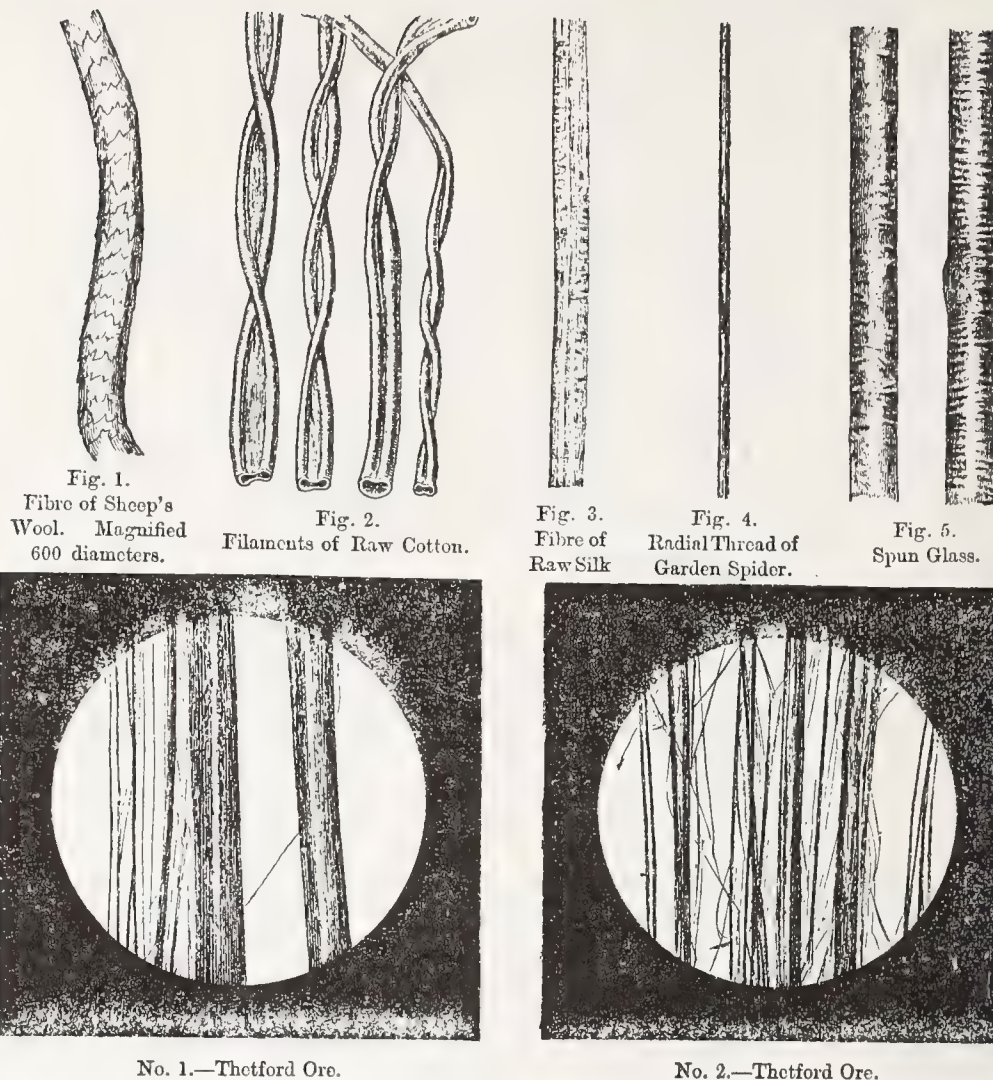 Fig. 1.
Fibre of Sheep's
Wool. Magnified
600 diameters.
Fig. 2.
Filaments of Raw Cotton.
Fig. 3.
Fibre of
Raw Silk
Fig. 4.
Radial Thread of
Garden Spider.
Fig. 5.
Spun Glass.
No. 1.—Thetford Ore.
No. 2.—Thetford Ore.